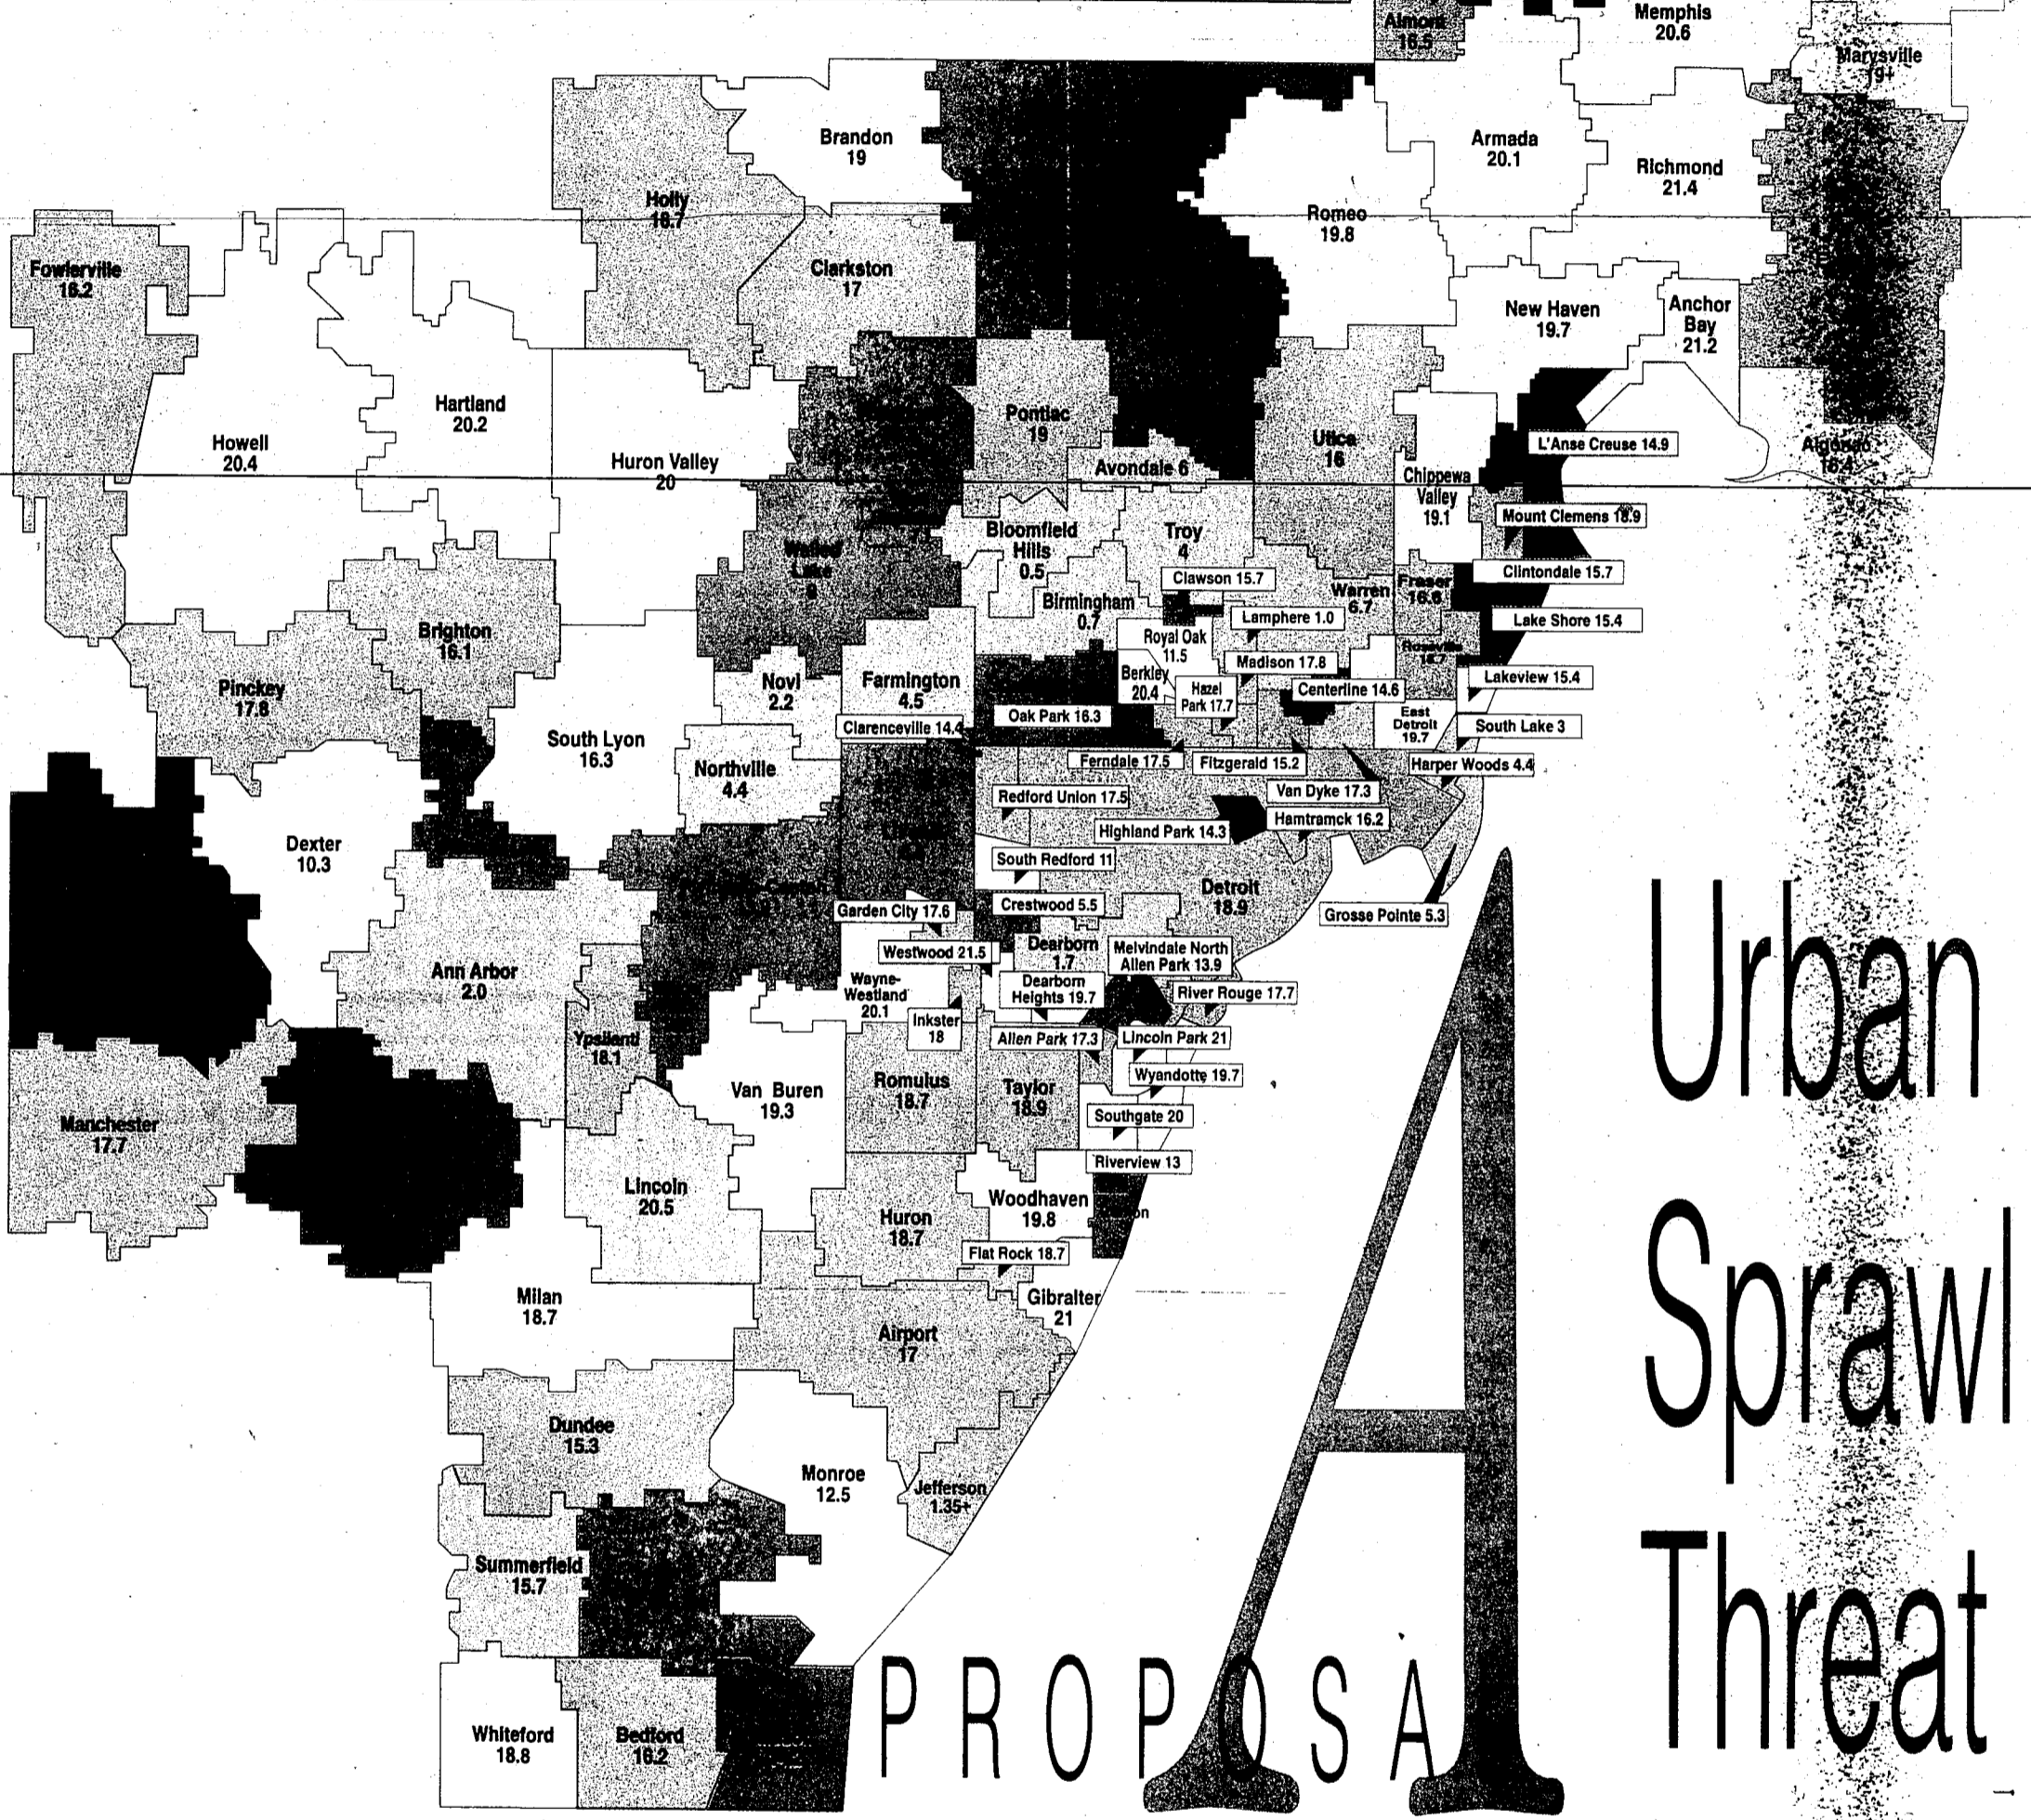 Almont
16.5
Memphis
20.6
Marysville
19+
Brandon
19
Armada
20.1
Richmond
21.4
Holly
18.7
Romeo
19.8
Fowlerville
16.2
Clarkston
17
New Haven
19.7
Anchor
Bay
21.2
Hartland
20.2
Howell
20.4
Huron Valley
20
Pontiac
19
Avondale 6
Utica
16
L'Anse Creuse 14.9
Algonac
16.4
Chippewa
Valley
19.1
Mount Clemens 18.9
Bloomfield
Hills
0.5
Troy
4
Walled
Lake
Clawson 15.7
Clintondale 15.7
Warren
6.7
Fraser
16.6
Birmingham
0.7
Lamphere 1.0
Lake Shore 15.4
Brighton
16.1
Royal Oak
11.5
Roseville
Madison 17.8
Pinckey
17.8
Novi
2.2
Farmington
4.5
Berkley
20.4
Hazel
Park 17.7
Centerline 14.6
Lakeview 15.4
Oak Park 16.3
East
Detroit
19.7
South Lake 3
Clarenceville 14.4
South Lyon
16.3
Northville
4.4
Ferndale 17.5
Fitzgerald 15.2
Harper Woods 4.4
Redford Union 17.5
Van Dyke 17.3
Highland Park 14.3
Hamtramck 16.2
Dexter
10.3
South Redford 11
Detroit
18.9
Crestwood 5.5
Garden City 17.6
Grosse Pointe 5.3
Westwood 21.5
Dearborn
1.7
Melvindale North
Allen Park 13.9
Ann Arbor
2.0
Wayne-
Westland
20.1
Dearborn
Heights 19.7
River Rouge 17.7
Inkster
18
Allen Park 17.3
Lincoln Park 21
Ypsilanti
18.1
Van Buren
19.3
Romulus
18.7
Taylor
18.9
Wyandotte 19.7
Southgate 20
Manchester
17.7
Riverview 13
Lincoln
20.5
Woodhaven
19.8
Huron
18.7
Flat Rock 18.7
Milan
18.7
Gibralter
21
Airport
17
Dundee
15.3
Monroe
12.5
Jefferson
1.35+
Summerfield
15.7
Whiteford
18.8
Bedford
16.2
PROPOSA
A
Urban
Sprawl
Threat